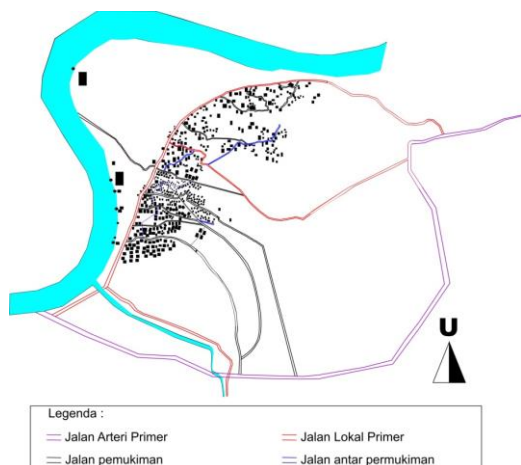 U
Legenda :
Jalan Arteri Primer
Jalan Lokal Primer
Jalan pemukiman
Jalan antar permukiman